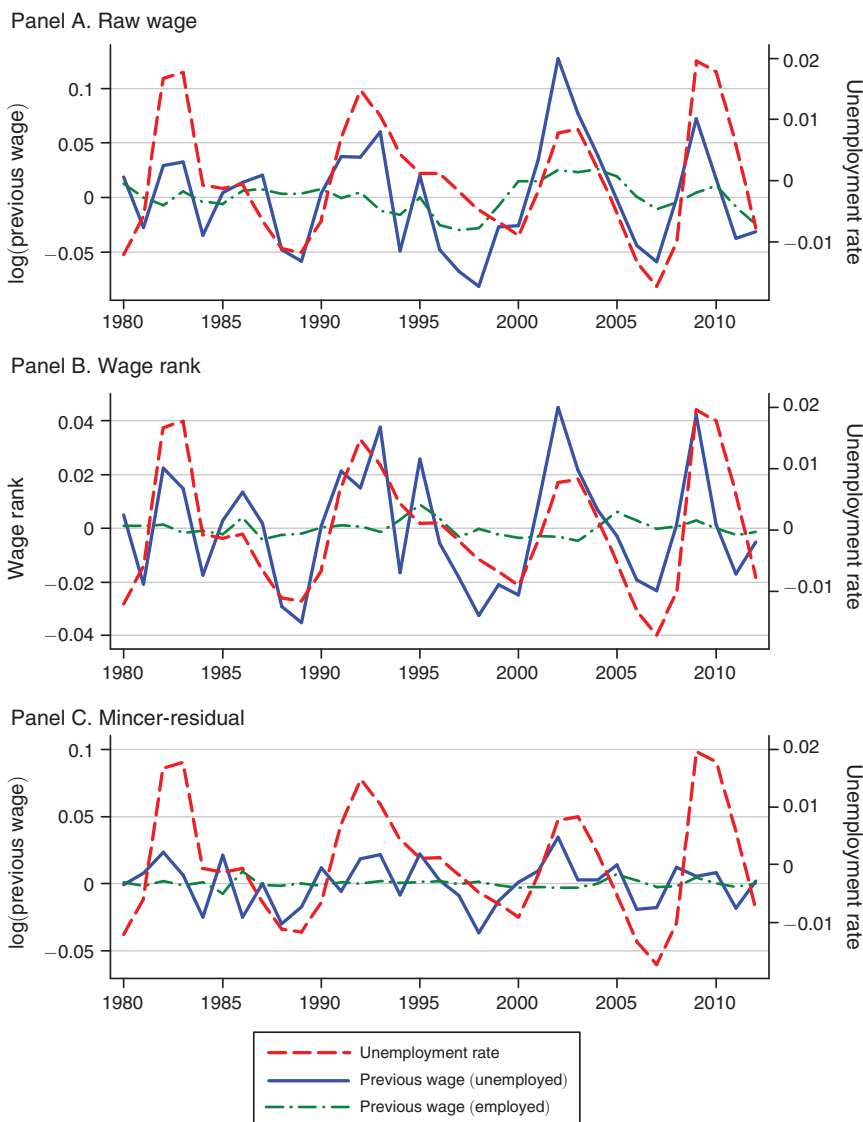 Panel A. Raw wage
log(previous wage)
0.1
0.05
0
−0.05
0.02
0.01
0
−0.01
Unemployment rate
1980 1985 1990 1995 2000 2005 2010
Panel B. Wage rank
Wage rank
0.04
0.02
0
−0.02
−0.04
0.02
0.01
0
−0.01
Unemployment rate
1980 1985 1990 1995 2000 2005 2010
Panel C. Mincer-residual
log(previous wage)
0.1
0.05
0
−0.05
0.02
0.01
0
−0.01
Unemployment rate
1980 1985 1990 1995 2000 2005 2010
Unemployment rate
Previous wage (unemployed)
Previous wage (employed)